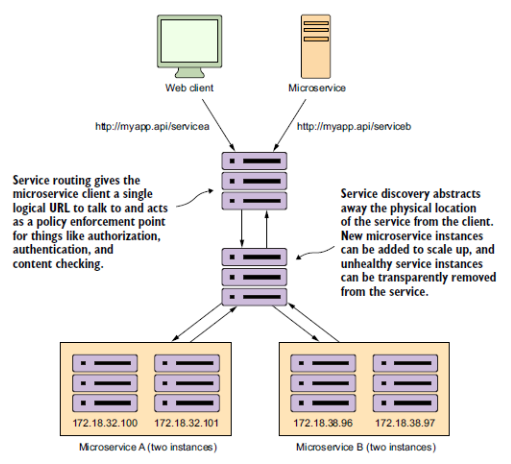 Web client
Microservice
http://myapp.api/servicea
http://myapp.api/serviceb
Service routing gives the
microservice client a single
logical URL to talk to and acts
as a policy enforcement point
for things like authorization,
authentication, and
content checking.
Service discovery abstracts
away the physical location
of the service from the client.
New microservice instances
can be added to scale up, and
unhealthy service instances
can be transparently removed
from the service.
172.18.32.100
172.18.32.101
172.18.38.96
172.18.38.97
Microservice A (two instances)
Microservice B (two instances)